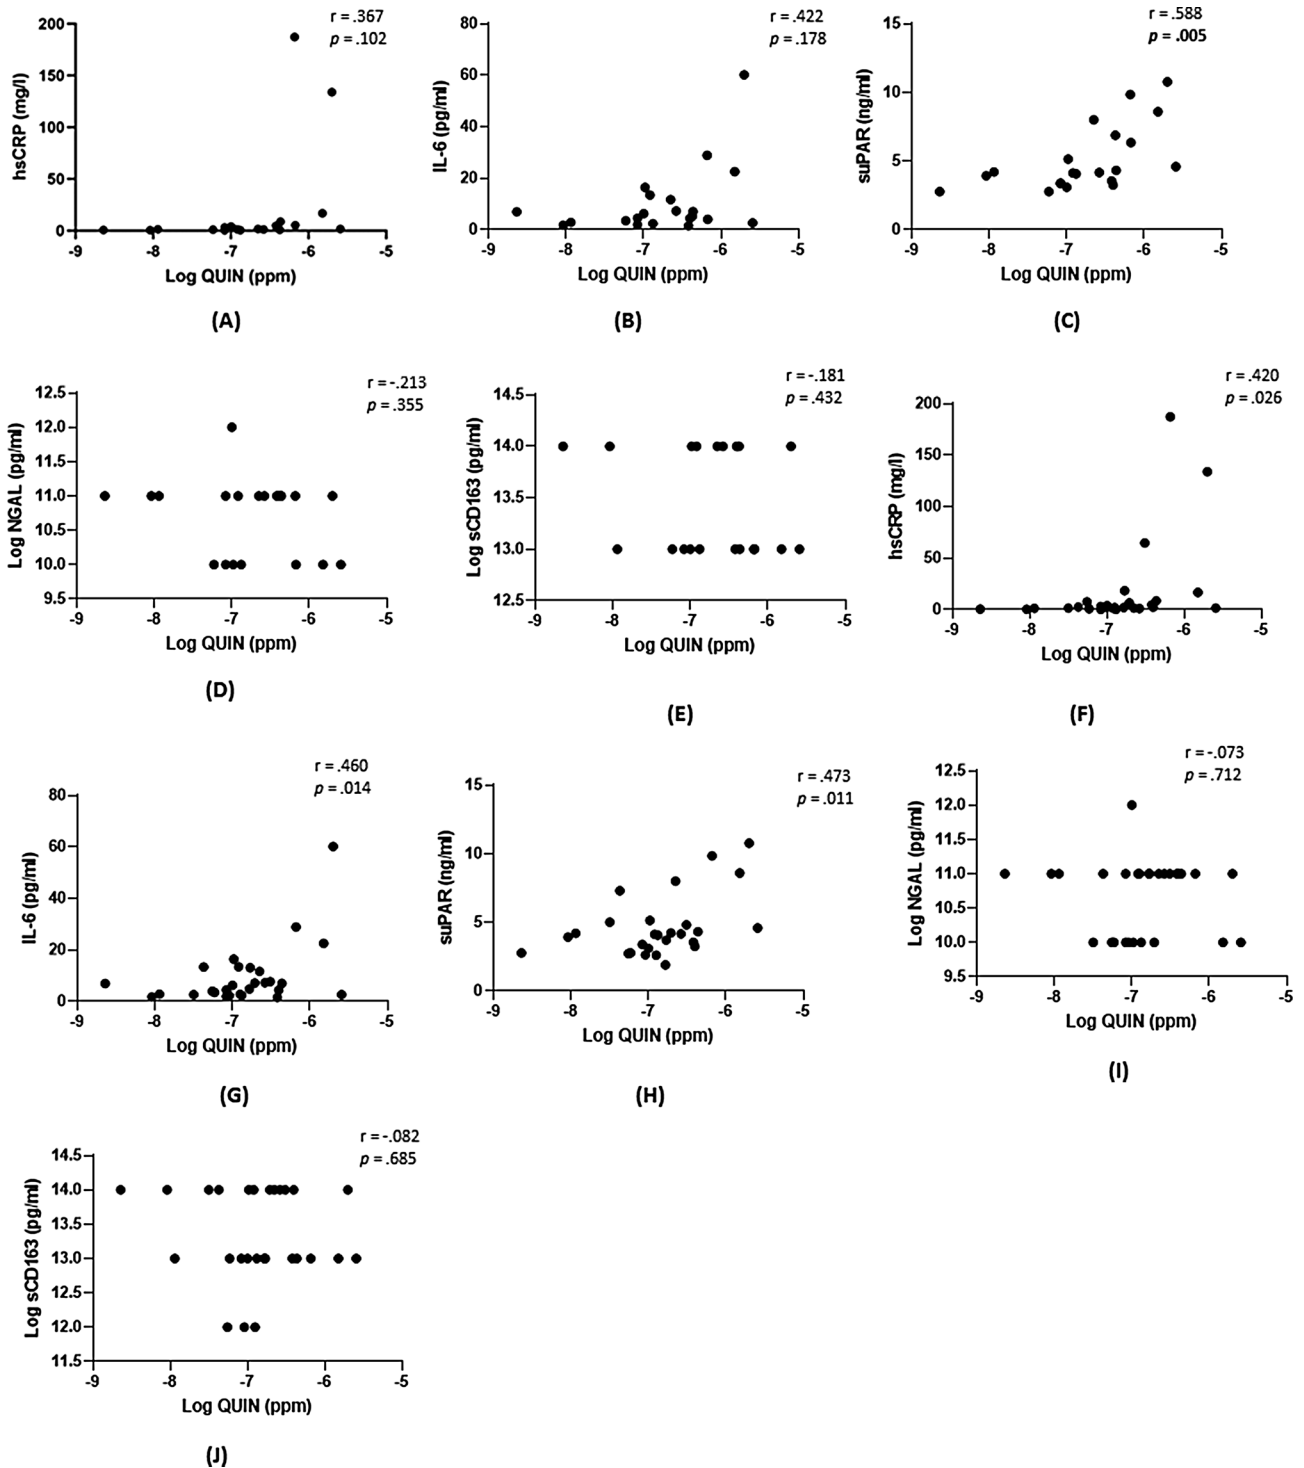 r = .367
p = .102
200
150
100
50
0
hsCRP (mg/l)
-9 -8 -7 -6 -5
Log QUIN (ppm)
(A)
r = .422
p = .178
80
60
40
20
0
IL-6 (pg/ml)
-9 -8 -7 -6 -5
Log QUIN (ppm)
(B)
r = .588
p = .005
15
10
5
0
suPAR (ng/ml)
-9 -8 -7 -6 -5
Log QUIN (ppm)
(C)
r = -.213
p = .355
12.5
12.0
11.5
11.0
10.5
10.0
9.5
Log NGAL (pg/ml)
-9 -8 -7 -6 -5
Log QUIN (ppm)
(D)
r = -.181
p = .432
14.5
14.0
13.5
13.0
12.5
Log sCD163 (pg/ml)
-9 -8 -7 -6 -5
Log QUIN (ppm)
(E)
r = .420
p = .026
200
150
100
50
0
hsCRP (mg/l)
-9 -8 -7 -6 -5
Log QUIN (ppm)
(F)
r = .460
p = .014
80
60
40
20
0
IL-6 (pg/ml)
-9 -8 -7 -6 -5
Log QUIN (ppm)
(G)
r = .473
p = .011
15
10
5
0
suPAR (ng/ml)
-9 -8 -7 -6 -5
Log QUIN (ppm)
(H)
r = -.073
p = .712
12.5
12.0
11.5
11.0
10.5
10.0
9.5
Log NGAL (pg/ml)
-9 -8 -7 -6 -5
Log QUIN (ppm)
(I)
r = -.082
p = .685
14.5
14.0
13.5
13.0
12.5
12.0
11.5
Log sCD163 (pg/ml)
-9 -8 -7 -6 -5
Log QUIN (ppm)
(J)